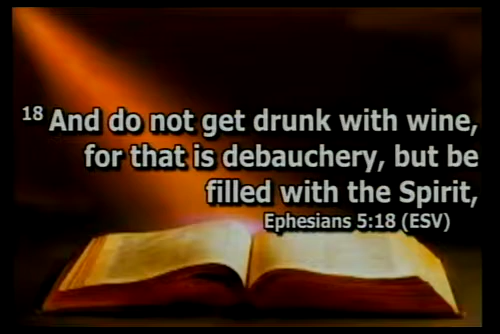 18 And do not get drunk with wine,
for that is debauchery, but be
filled with the Spirit,
Ephesians 5:18 (ESV)